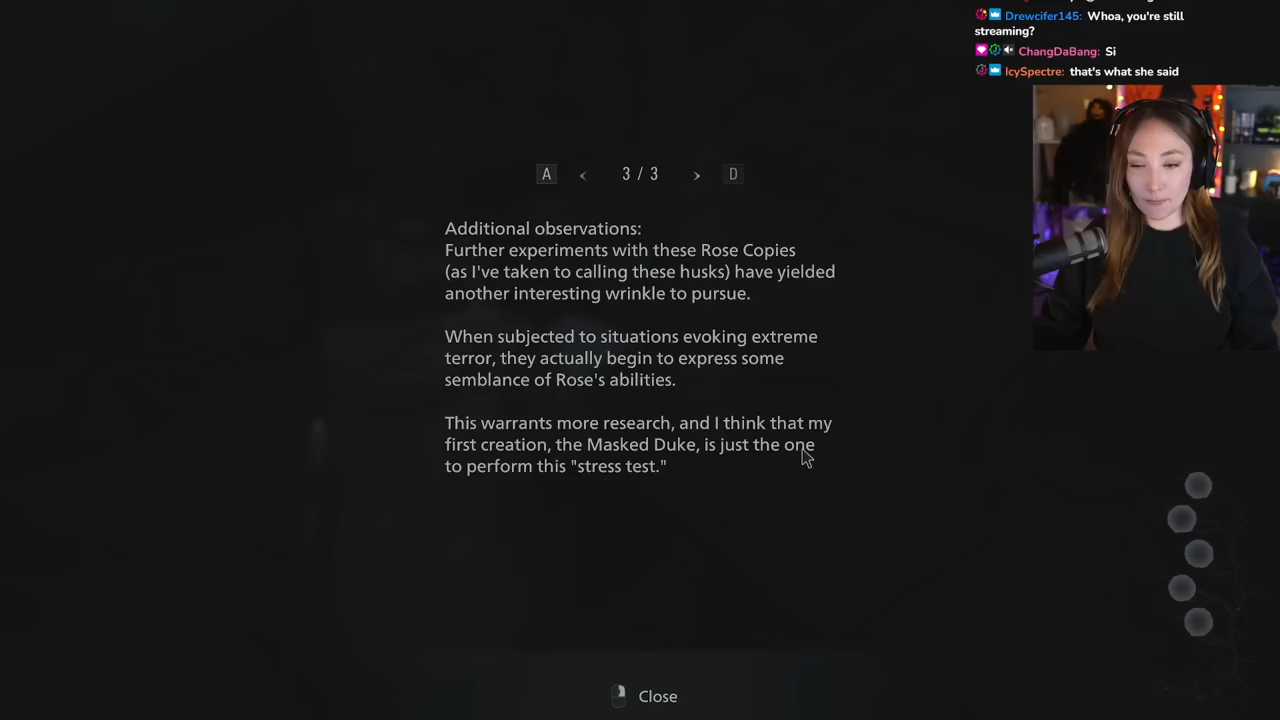 Drewcifer145: Whoa, you're still
streaming?
ChangDaBang: Si
IcySpectre: that's what she said
A < 3 / 3 > D
Additional observations:
Further experiments with these Rose Copies
(as I've taken to calling these husks) have yielded
another interesting wrinkle to pursue.
When subjected to situations evoking extreme
terror, they actually begin to express some
semblance of Rose's abilities.
This warrants more research, and I think that my
first creation, the Masked Duke, is just the one
to perform this "stress test."
Close